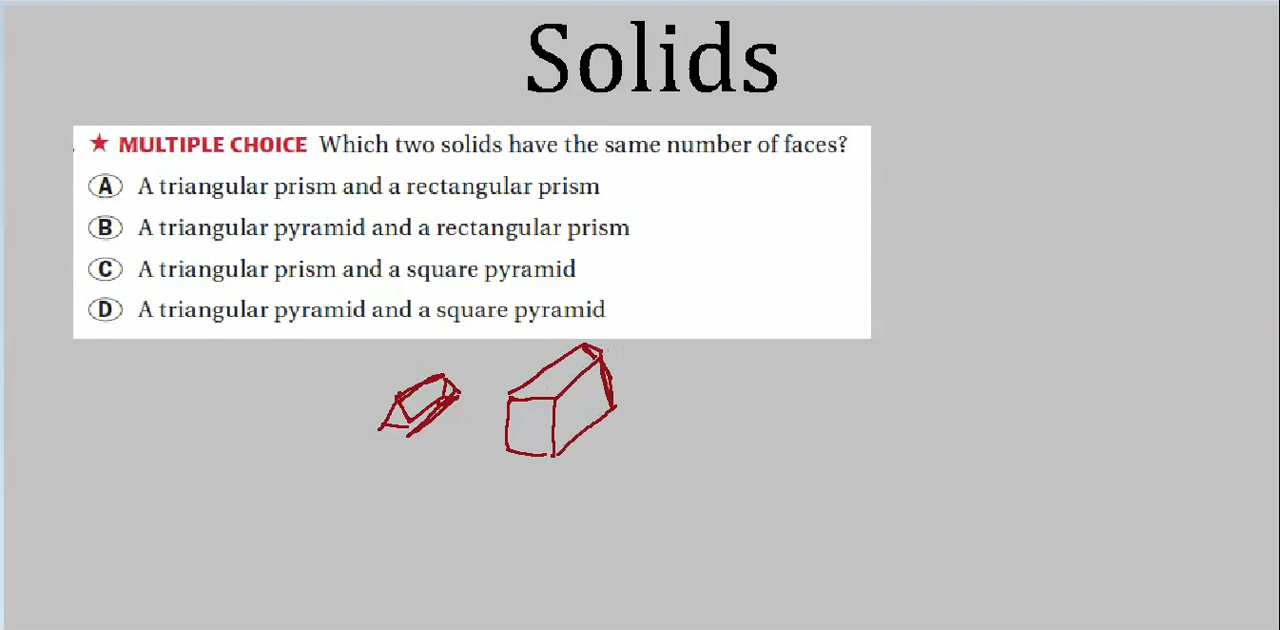 Solids
★ MULTIPLE CHOICE Which two solids have the same number of faces?
A A triangular prism and a rectangular prism
B A triangular pyramid and a rectangular prism
C A triangular prism and a square pyramid
D A triangular pyramid and a square pyramid